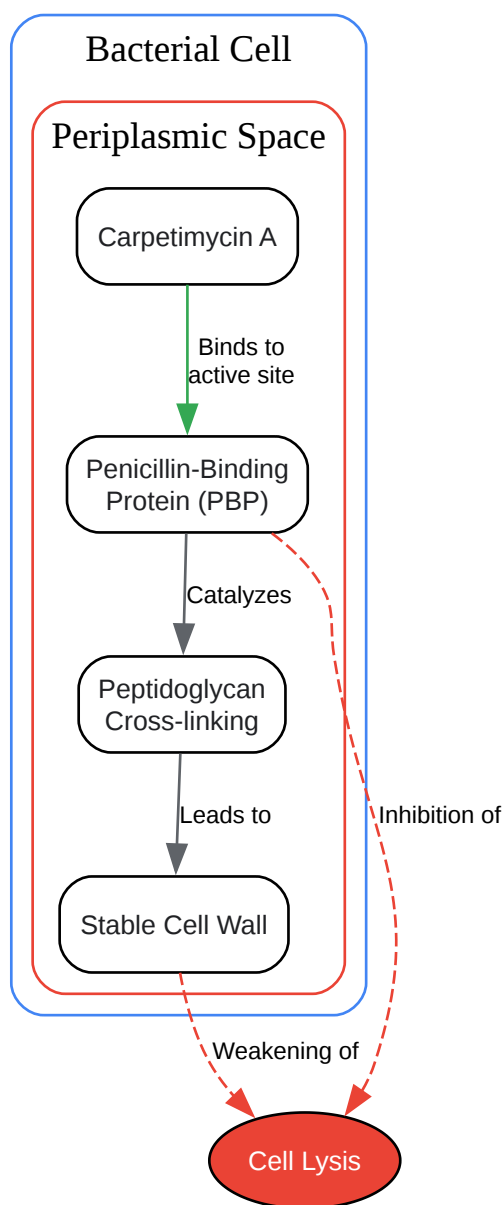 Bacterial Cell
Periplasmic Space
Carpetimycin A
Binds to
active site
Penicillin-Binding
Protein (PBP)
Catalyzes
Peptidoglycan
Cross-linking
Leads to
Inhibition of
Stable Cell Wall
Weakening of
Cell Lysis